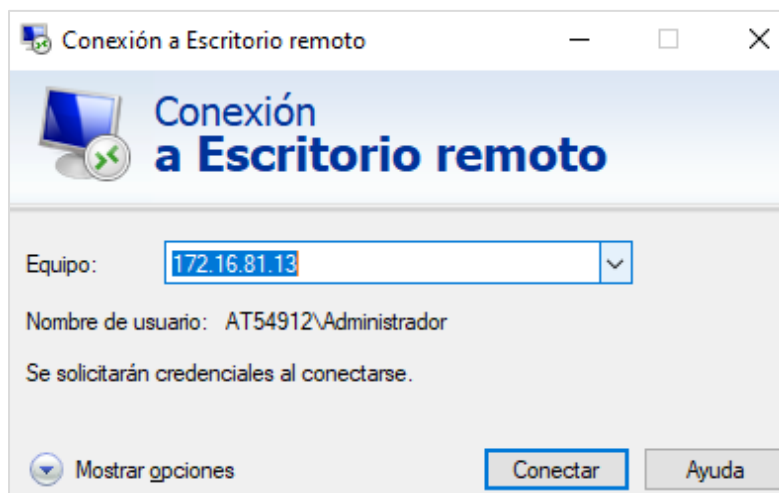 Conexión a Escritorio remoto
Conexión
a Escritorio remoto
Equipo: 172.16.81.13
Nombre de usuario: AT54912\Administrador
Se solicitarán credenciales al conectarse.
Mostrar opciones Conectar Ayuda